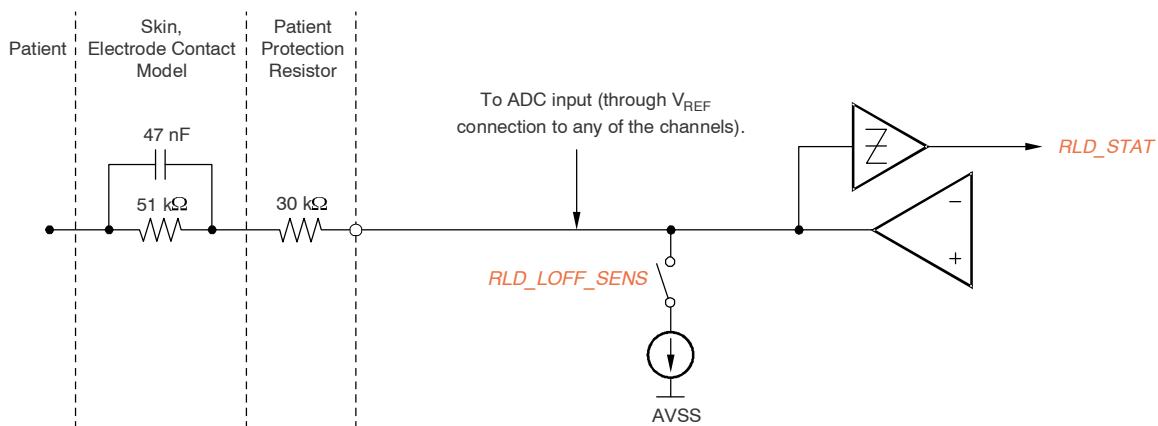 Patient
Skin,
Electrode Contact
Model
Patient
Protection
Resistor
47 nF
51 kΩ
30 kΩ
To ADC input (through VREF
connection to any of the channels).
RLD_STAT
−
+
RLD_LOFF_SENS
AVSS